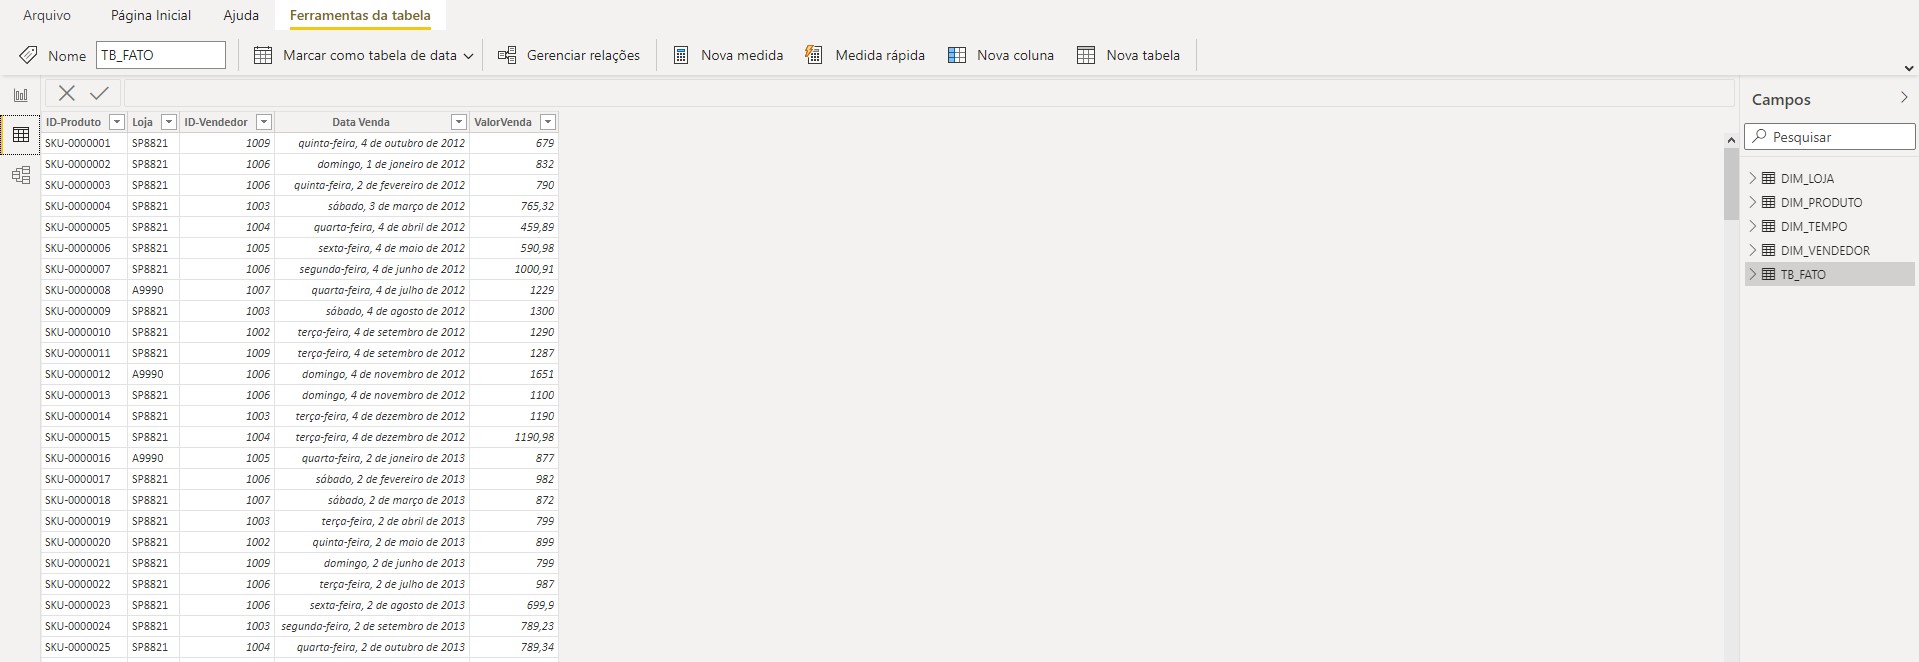 Arquivo Página Inicial Ajuda Ferramentas da tabela
Nome TB_FATO Marcar como tabela de data Gerenciar relações Nova medida Medida rápida Nova coluna Nova tabela
Campos
Pesquisar
DIM_LOJA
DIM_PRODUTO
DIM_TEMPO
DIM_VENDEDOR
TB_FATO
ID-Produto Loja ID-Vendedor Data Venda ValorVenda
SKU-0000001 SP8821 1009 quinta-feira, 4 de outubro de 2012 679
SKU-0000002 SP8821 1006 domingo, 1 de janeiro de 2012 832
SKU-0000003 SP8821 1006 quinta-feira, 2 de fevereiro de 2012 790
SKU-0000004 SP8821 1003 sábado, 3 de março de 2012 765,32
SKU-0000005 SP8821 1004 quarta-feira, 4 de abril de 2012 459,89
SKU-0000006 SP8821 1005 sexta-feira, 4 de maio de 2012 590,98
SKU-0000007 SP8821 1006 segunda-feira, 4 de junho de 2012 1000,91
SKU-0000008 A9990 1007 quarta-feira, 4 de julho de 2012 1229
SKU-0000009 SP8821 1003 sábado, 4 de agosto de 2012 1300
SKU-0000010 SP8821 1002 terça-feira, 4 de setembro de 2012 1290
SKU-0000011 SP8821 1009 terça-feira, 4 de setembro de 2012 1287
SKU-0000012 A9990 1006 domingo, 4 de novembro de 2012 1651
SKU-0000013 SP8821 1006 domingo, 4 de novembro de 2012 1100
SKU-0000014 SP8821 1003 terça-feira, 4 de dezembro de 2012 1190
SKU-0000015 SP8821 1004 terça-feira, 4 de dezembro de 2012 1190,98
SKU-0000016 A9990 1005 quarta-feira, 2 de janeiro de 2013 877
SKU-0000017 SP8821 1006 sábado, 2 de fevereiro de 2013 982
SKU-0000018 SP8821 1007 sábado, 2 de março de 2013 872
SKU-0000019 SP8821 1003 terça-feira, 2 de abril de 2013 799
SKU-0000020 SP8821 1002 quinta-feira, 2 de maio de 2013 899
SKU-0000021 SP8821 1009 domingo, 2 de junho de 2013 799
SKU-0000022 SP8821 1006 terça-feira, 2 de julho de 2013 987
SKU-0000023 SP8821 1006 sexta-feira, 2 de agosto de 2013 699,9
SKU-0000024 SP8821 1003 segunda-feira, 2 de setembro de 2013 789,23
SKU-0000025 SP8821 1004 quarta-feira, 2 de outubro de 2013 789,34